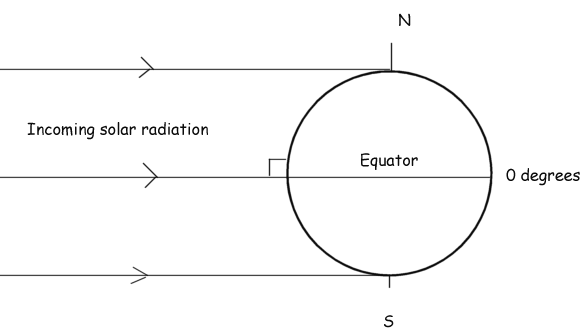 N
Incoming solar radiation
Equator
0 degrees
S